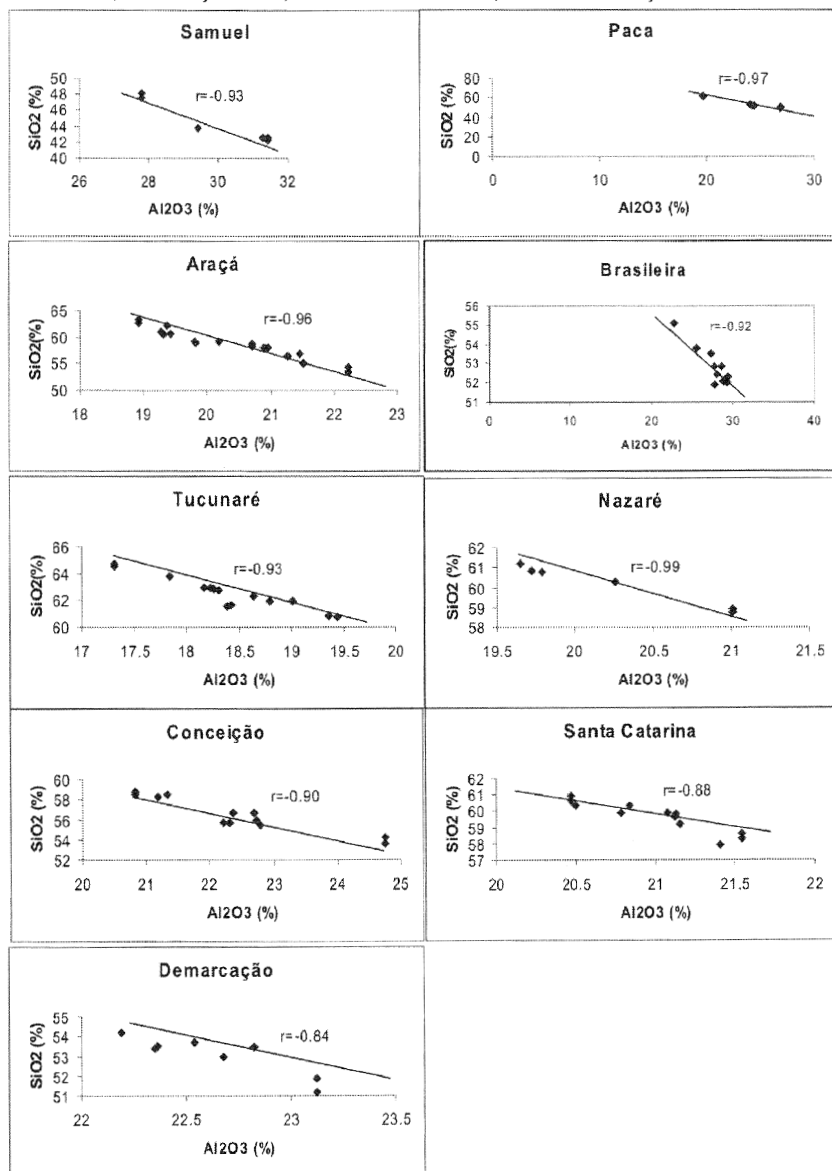 Samuel
50
48
46
44
42
40
SiO2 (%)
r=-0.93
26 28 30 32
Al2O3 (%)
Paca
80
60
40
20
0
SiO2 (%)
r=-0.97
0 10 20 30
Al2O3 (%)
Araçá
65
60
55
50
SiO2(%)
r=-0.96
18 19 20 21 22 23
Al2O3 (%)
Brasileira
56
55
54
53
52
51
SiO2 (%)
r=-0.92
0 10 20 30 40
Al2O3 (%)
Tucunaré
66
64
62
60
SiO2(%)
r=-0.93
17 17.5 18 18.5 19 19.5 20
Al2O3 (%)
Nazaré
62
61
60
59
58
SiO2 (%)
r=-0.99
19.5 20 20.5 21 21.5
Al2O3 (%)
Conceição
60
58
56
54
52
SiO2 (%)
r=-0.90
20 21 22 23 24 25
Al2O3 (%)
Santa Catarina
62
61
60
59
58
57
SiO2 (%)
r=-0.88
20 20.5 21 21.5 22
Al2O3 (%)
Demarcação
55
54
53
52
51
SiO2 (%)
r=-0.84
22 22.5 23 23.5
Al2O3 (%)